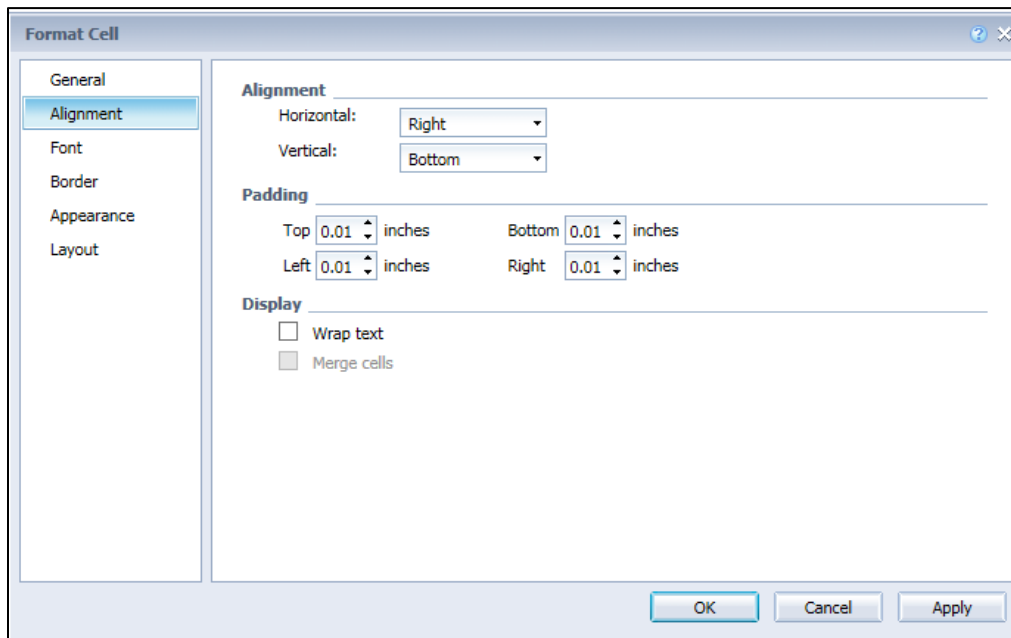 Format Cell
General
Alignment
Font
Border
Appearance
Layout
Alignment
Horizontal: Right
Vertical: Bottom
Padding
Top 0.01 inches Bottom 0.01 inches
Left 0.01 inches Right 0.01 inches
Display
Wrap text
Merge cells
OK Cancel Apply